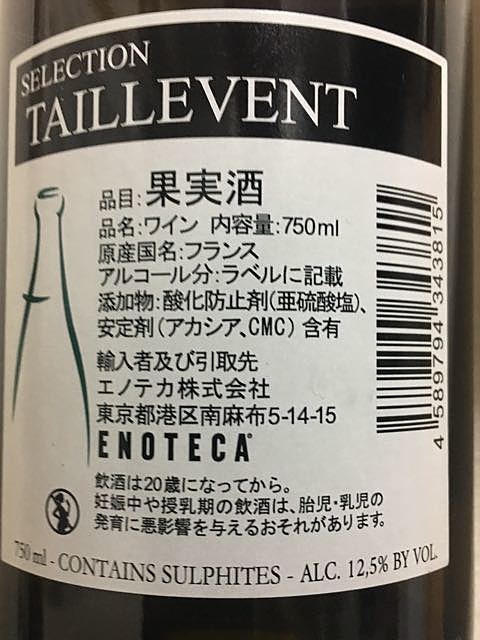 SELECTION
TAILLEVENT
品目:果実酒
品名:ワイン 内容量:750ml
原産国名:フランス
アルコール分:ラベルに記載
添加物:酸化防止剤(亜硫酸塩)、
安定剤(アカシア、CMC)含有
輸入者及び引取先
エノテカ株式会社
東京都港区南麻布5-14-15
ENOTECA
飲酒は20歳になってから。
妊娠中や授乳期の飲酒は、胎児・乳児の
発育に悪影響を与えるおそれがあります。
750 ml - CONTAINS SULPHITES - ALC. 12,5% BY VOL.
4 589794 343815